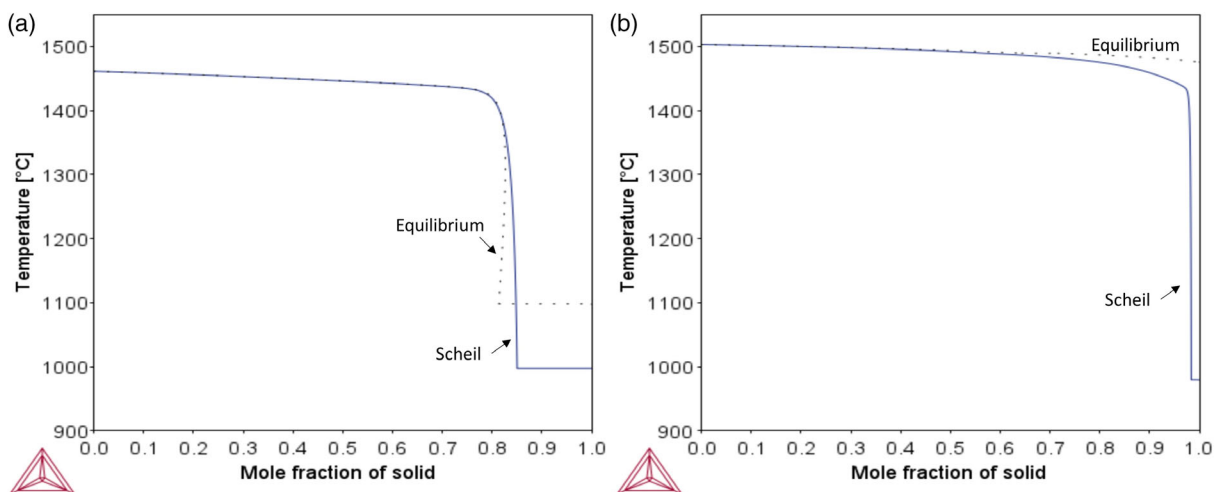 (a)
1500
1400
1300
1200
1100
1000
900
Temperature [°C]
Equilibrium
Scheil
0.0 0.1 0.2 0.3 0.4 0.5 0.6 0.7 0.8 0.9 1.0
Mole fraction of solid
(b)
1500
1400
1300
1200
1100
1000
900
Temperature [°C]
Equilibrium
Scheil
0.0 0.1 0.2 0.3 0.4 0.5 0.6 0.7 0.8 0.9 1.0
Mole fraction of solid